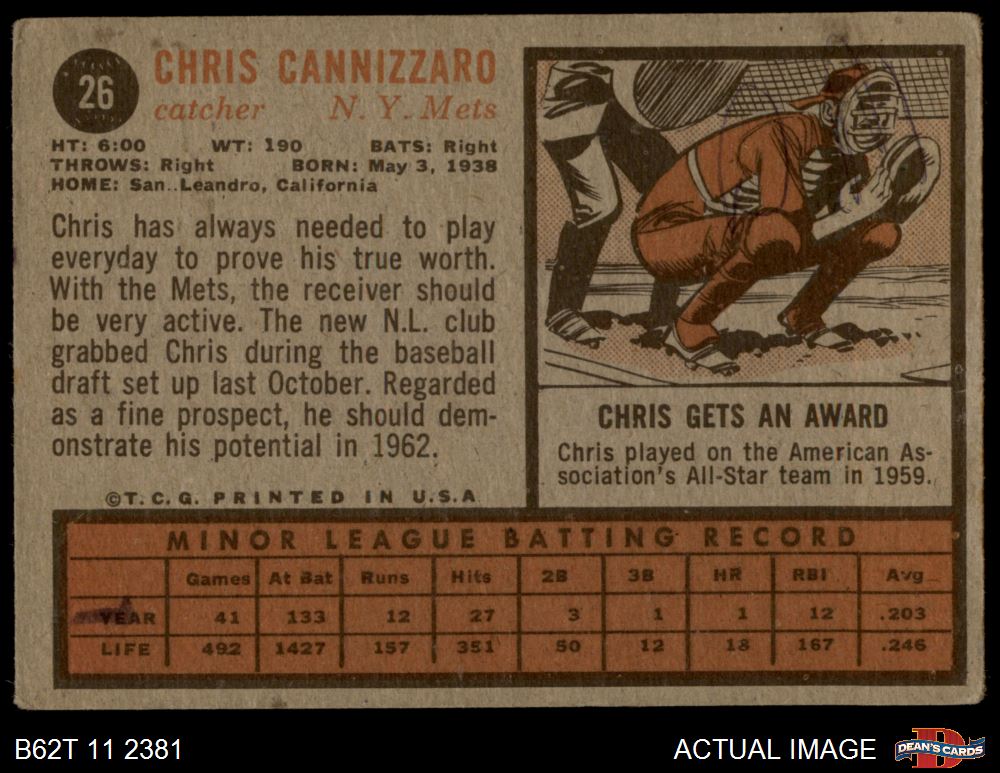 26
CHRIS CANNIZZARO
catcher N. Y. Mets
HT: 6:00 WT: 190 BATS: Right
THROWS: Right BORN: May 3, 1938
HOME: San Leandro, California
Chris has always needed to play
everyday to prove his true worth.
With the Mets, the receiver should
be very active. The new N.L. club
grabbed Chris during the baseball
draft set up last October. Regarded
as a fine prospect, he should dem-
onstrate his potential in 1962.
©T. C. G. PRINTED IN U.S.A
CHRIS GETS AN AWARD
Chris played on the American As-
sociation's All-Star team in 1959.
MINOR LEAGUE BATTING RECORD
Games At Bat Runs Hits 2B 3B HR RBI Avg
YEAR 41 133 12 27 3 1 1 12 .203
LIFE 492 1427 157 351 50 12 18 167 .246
B62T 11 2381 ACTUAL IMAGE
D
DEAN'S CARDS